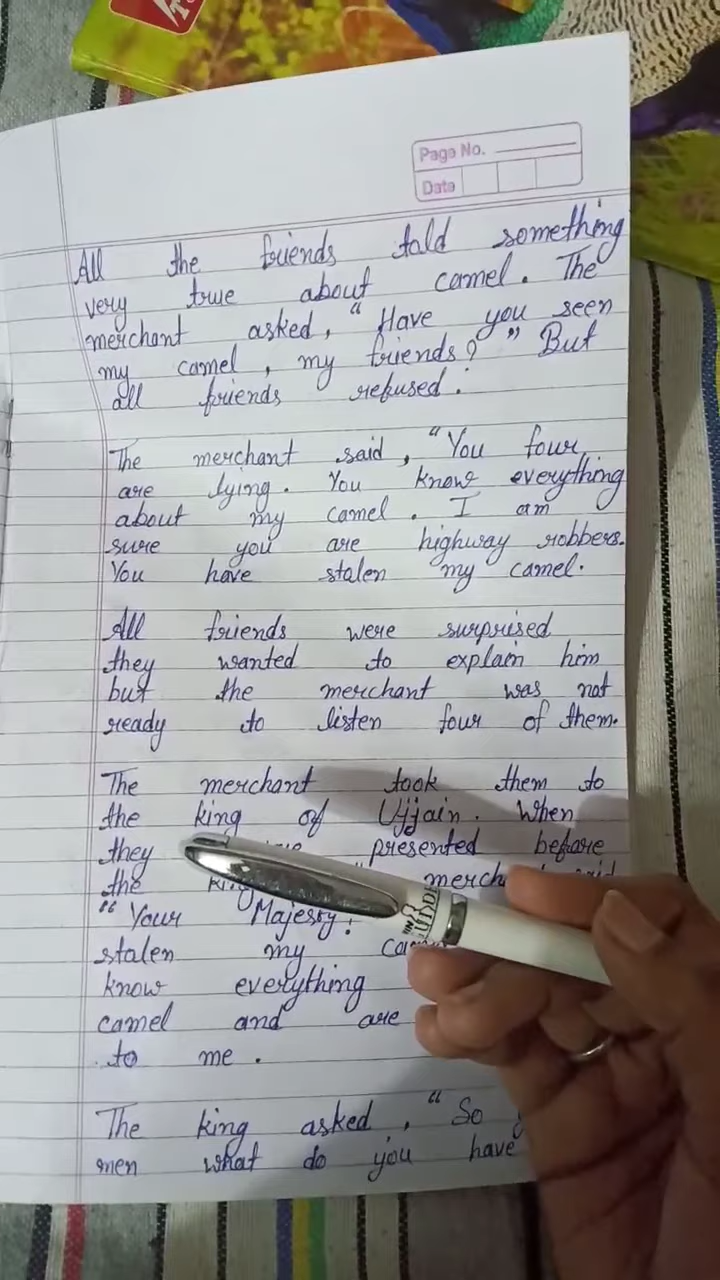 Page No.
Date
All the friends told something
very true about camel. The
merchant asked, "Have you seen
my camel, my friends?" But
all friends refused.
The merchant said, "You four
are lying. You know everything
about my camel. I am
sure you are highway robbers.
You have stolen my camel.
All friends were surprised
they wanted to explain him
but the merchant was not
ready to listen four of them.
The merchant took them to
the king of Ujjain. When
they presented before
the
"Your Majesty!
stolen my
know everything
camel and are
to me.
The king asked, "So
men what do you have